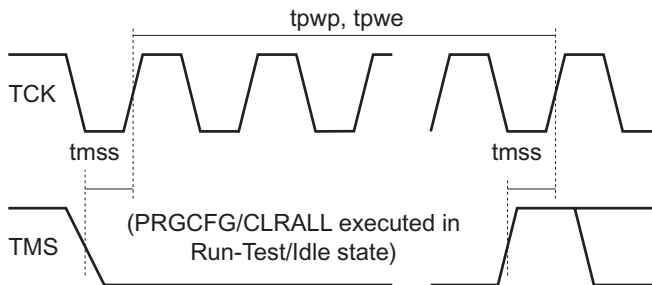 tpwp, tpwe
TCK
tmss
tmss
(PRGCFG/CLRALL executed in
Run-Test/Idle state)
TMS